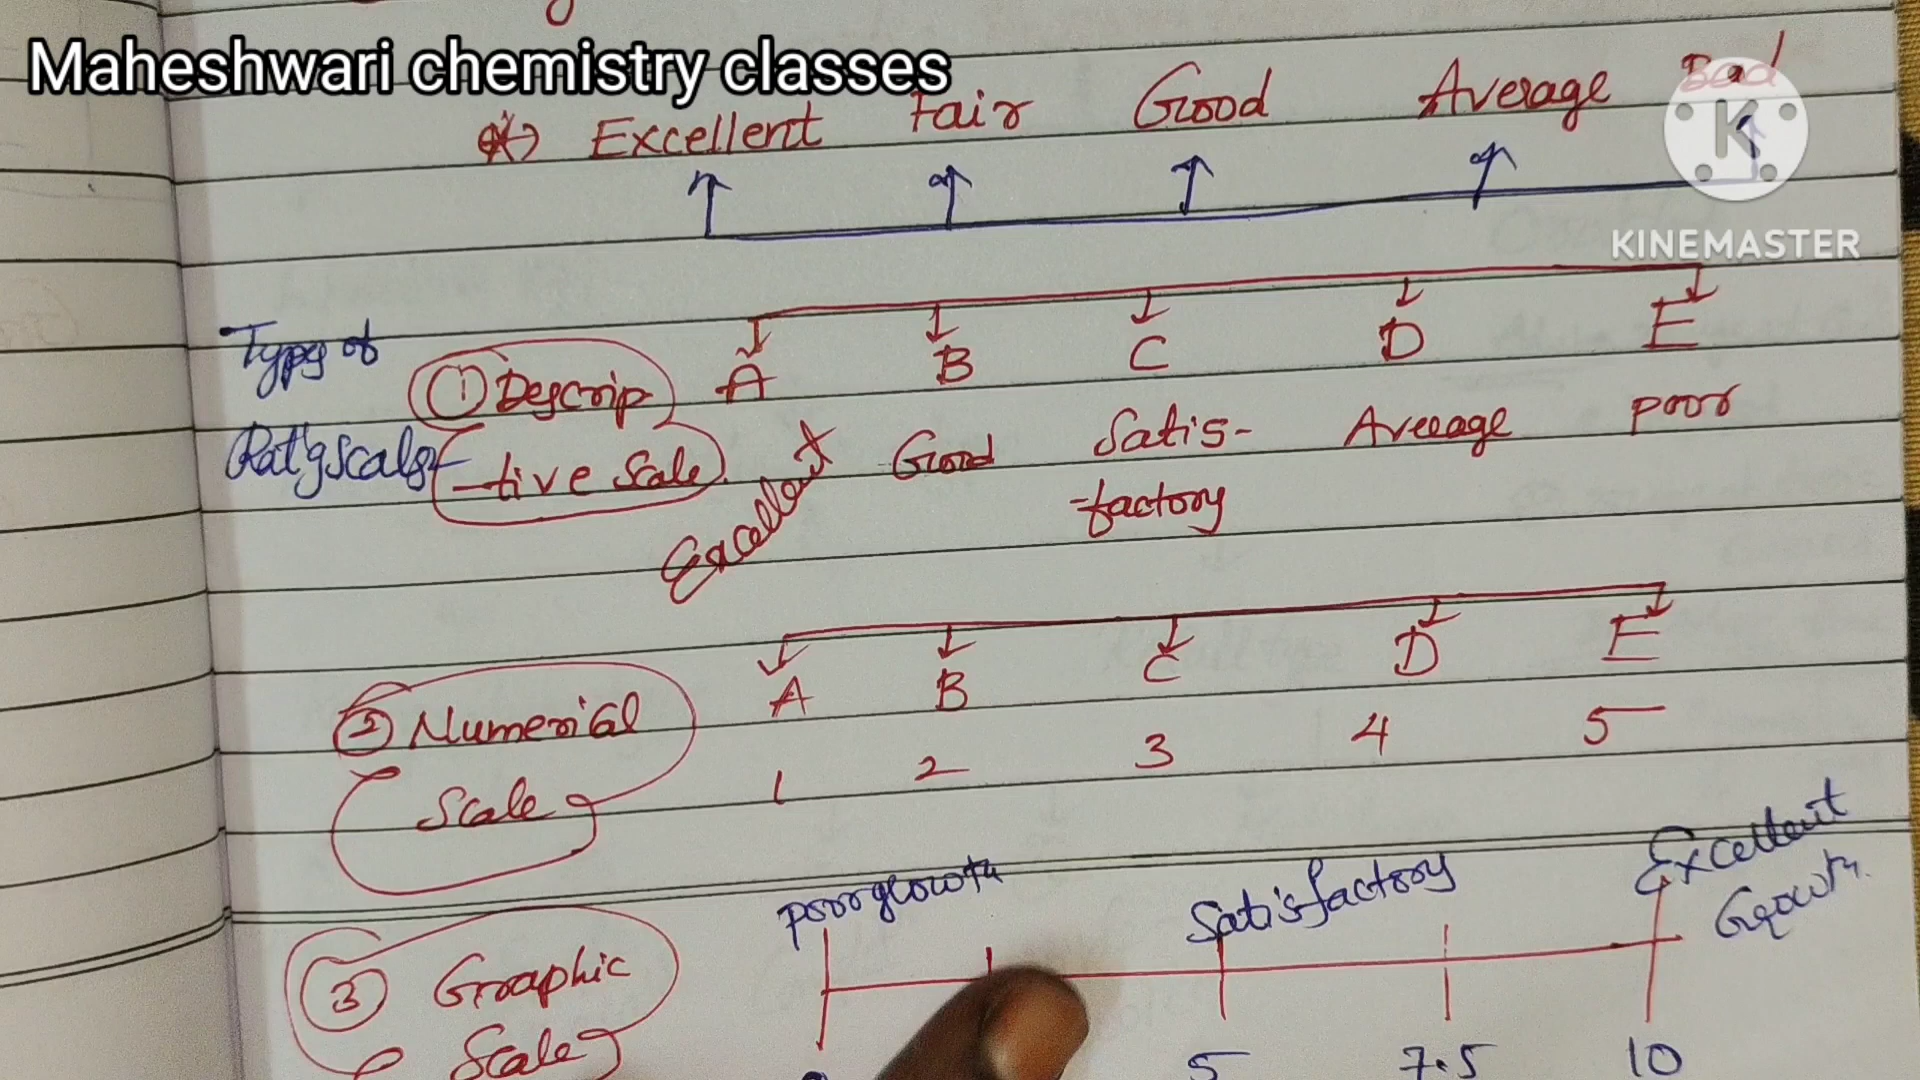 Maheshwari chemistry classes
Excellent Fair Good Average Bad
K
KINEMASTER
Types of
① Descrip A B C D E
Rat'g scales -tive Scale Excellent Good Satis- Aveeage poor
-factory
A B C D E
② Numerical
1 2 3 4 5
Scale
poor growth Satisfactory Excellent
Growth.
③ Graphic
Scale
5 7.5 10